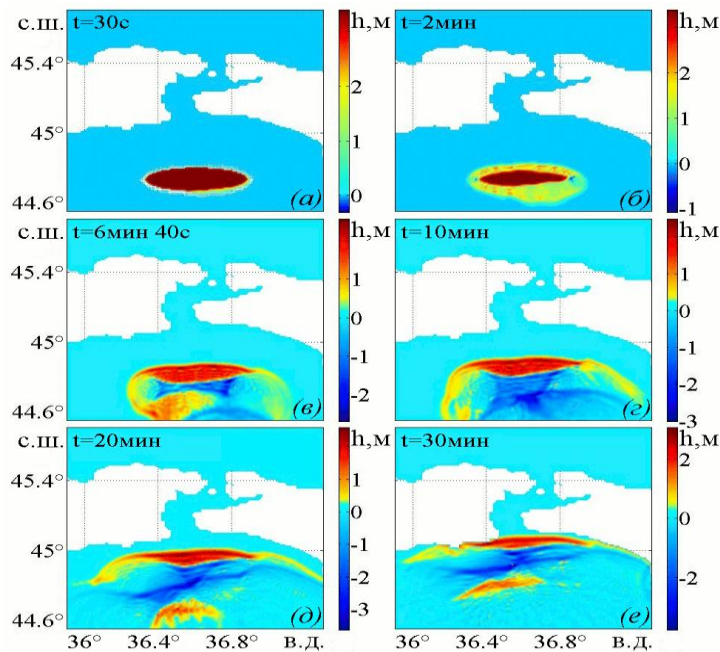 с.ш. t=30с h,м t=2мин h,м
45.4°
2 2
45° 1
1 0
44.6° (а) 0 (б) -1
с.ш. t=6мин 40с h,м t=10мин h,м
45.4° 1 1
0 0
45° -1 -1
-2
44.6° (в) -2 (г) -3
с.ш. t=20мин h,м t=30мин h,м
1 2
45.4°
0 0
45° -1
-2 -2
44.6° -3
(д) (е)
36° 36.4° 36.8° в.д. 36° 36.4° 36.8° в.д.